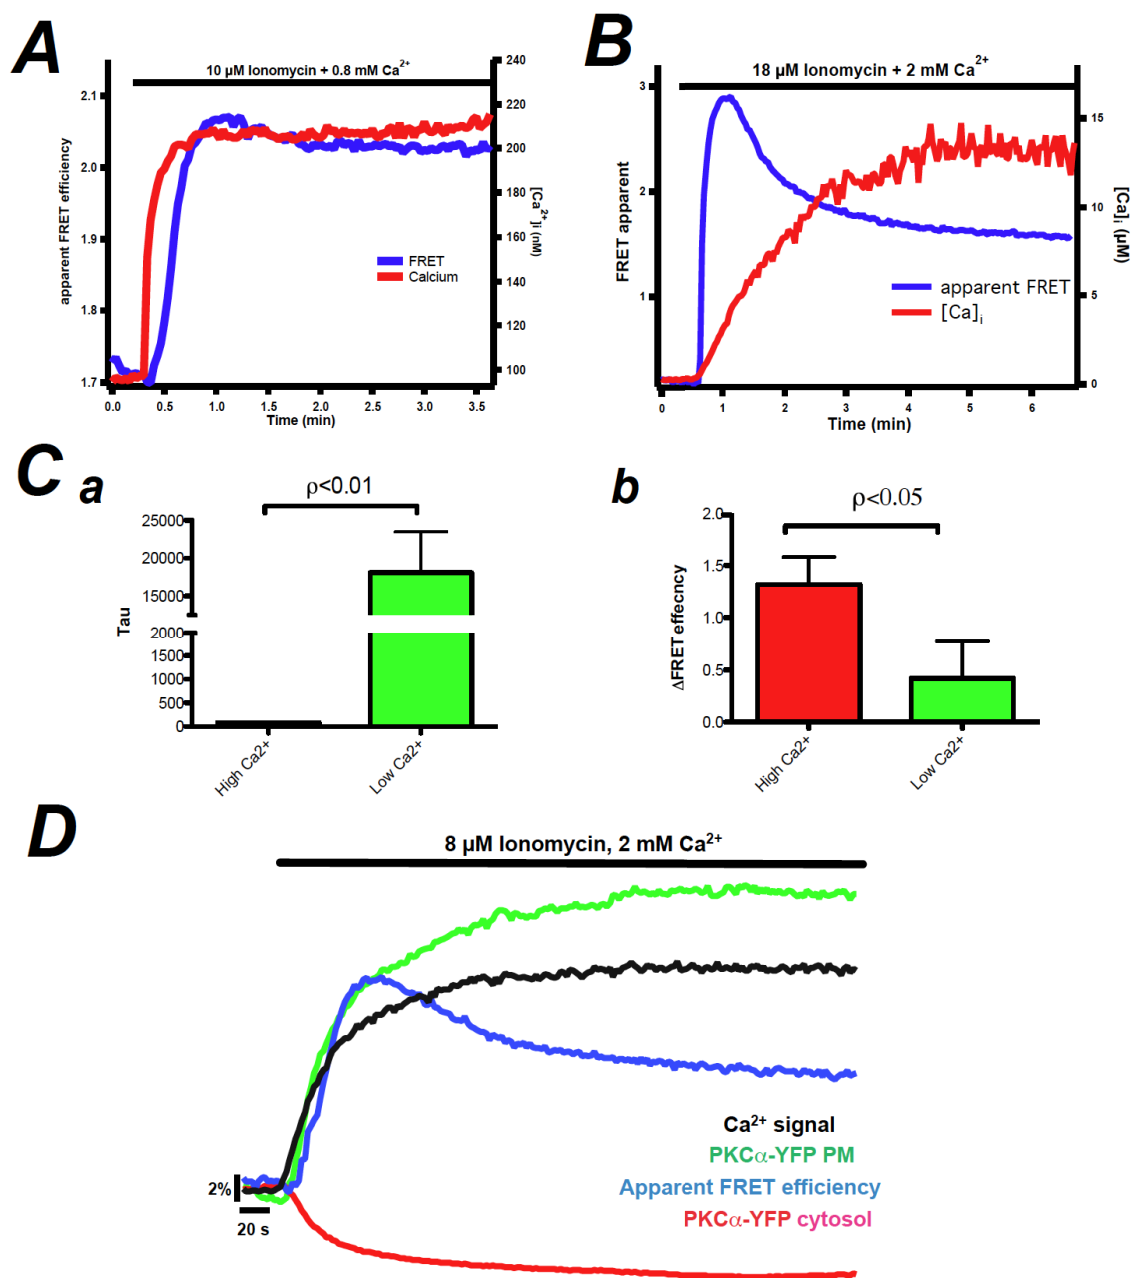 A
10 µM Ionomycin + 0.8 mM Ca²⁺
apparent FRET efficiency
2.1
2.0
1.9
1.8
1.7
240
220
200
180
160
140
120
100
[Ca²⁺]i (nM)
FRET
Calcium
0.0 0.5 1.0 1.5 2.0 2.5 3.0 3.5
Time (min)
B
18 µM Ionomycin + 2 mM Ca²⁺
FRET apparent
3
2
1
15
10
5
0
[Ca]i (µM)
apparent FRET
[Ca]i
0 1 2 3 4 5 6
Time (min)
C
a
ρ<0.01
Tau
25000
20000
15000
2000
1500
1000
500
0
High Ca2+
Low Ca2+
b
ρ<0.05
ΔFRET effecncy
2.0
1.5
1.0
0.5
0.0
High Ca2+
Low Ca2+
D
8 µM Ionomycin, 2 mM Ca²⁺
2%
20 s
Ca²⁺ signal
PKCα-YFP PM
Apparent FRET efficiency
PKCα-YFP cytosol